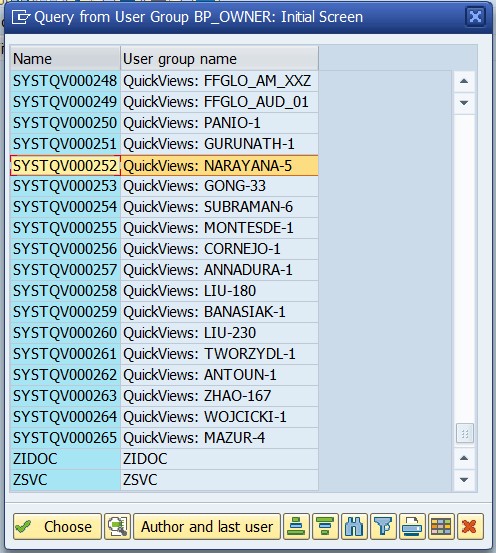 Query from User Group BP_OWNER: Initial Screen
Name User group name
SYSTQV000248 QuickViews: FFGLO_AM_XXZ
SYSTQV000249 QuickViews: FFGLO_AUD_01
SYSTQV000250 QuickViews: PANIO-1
SYSTQV000251 QuickViews: GURUNATH-1
SYSTQV000252 QuickViews: NARAYANA-5
SYSTQV000253 QuickViews: GONG-33
SYSTQV000254 QuickViews: SUBRAMAN-6
SYSTQV000255 QuickViews: MONTESDE-1
SYSTQV000256 QuickViews: CORNEJO-1
SYSTQV000257 QuickViews: ANNADURA-1
SYSTQV000258 QuickViews: LIU-180
SYSTQV000259 QuickViews: BANASIAK-1
SYSTQV000260 QuickViews: LIU-230
SYSTQV000261 QuickViews: TWORZYDL-1
SYSTQV000262 QuickViews: ANTOUN-1
SYSTQV000263 QuickViews: ZHAO-167
SYSTQV000264 QuickViews: WOJCICKI-1
SYSTQV000265 QuickViews: MAZUR-4
ZIDOC ZIDOC
ZSVC ZSVC
Choose Author and last user